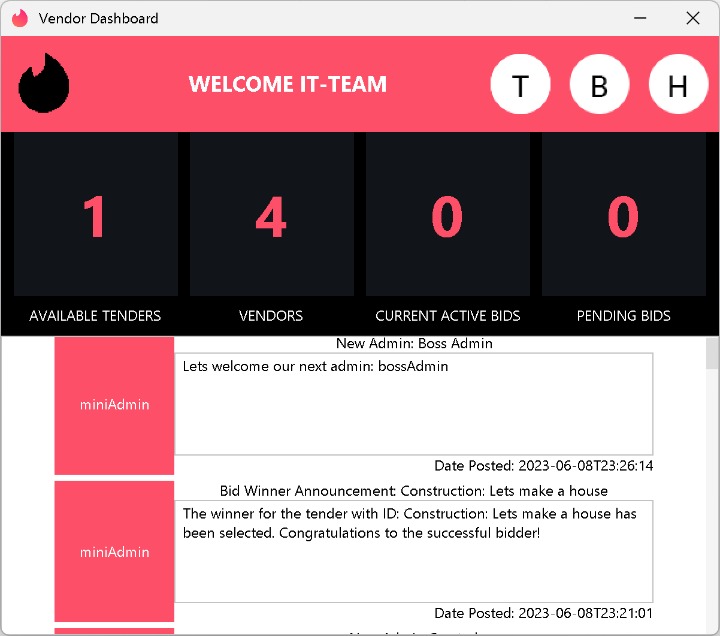 Vendor Dashboard
WELCOME IT-TEAM
T
B
H
1
4
0
0
AVAILABLE TENDERS
VENDORS
CURRENT ACTIVE BIDS
PENDING BIDS
New Admin: Boss Admin
miniAdmin
Lets welcome our next admin: bossAdmin
Date Posted: 2023-06-08T23:26:14
Bid Winner Announcement: Construction: Lets make a house
miniAdmin
The winner for the tender with ID: Construction: Lets make a house has
been selected. Congratulations to the successful bidder!
Date Posted: 2023-06-08T23:21:01